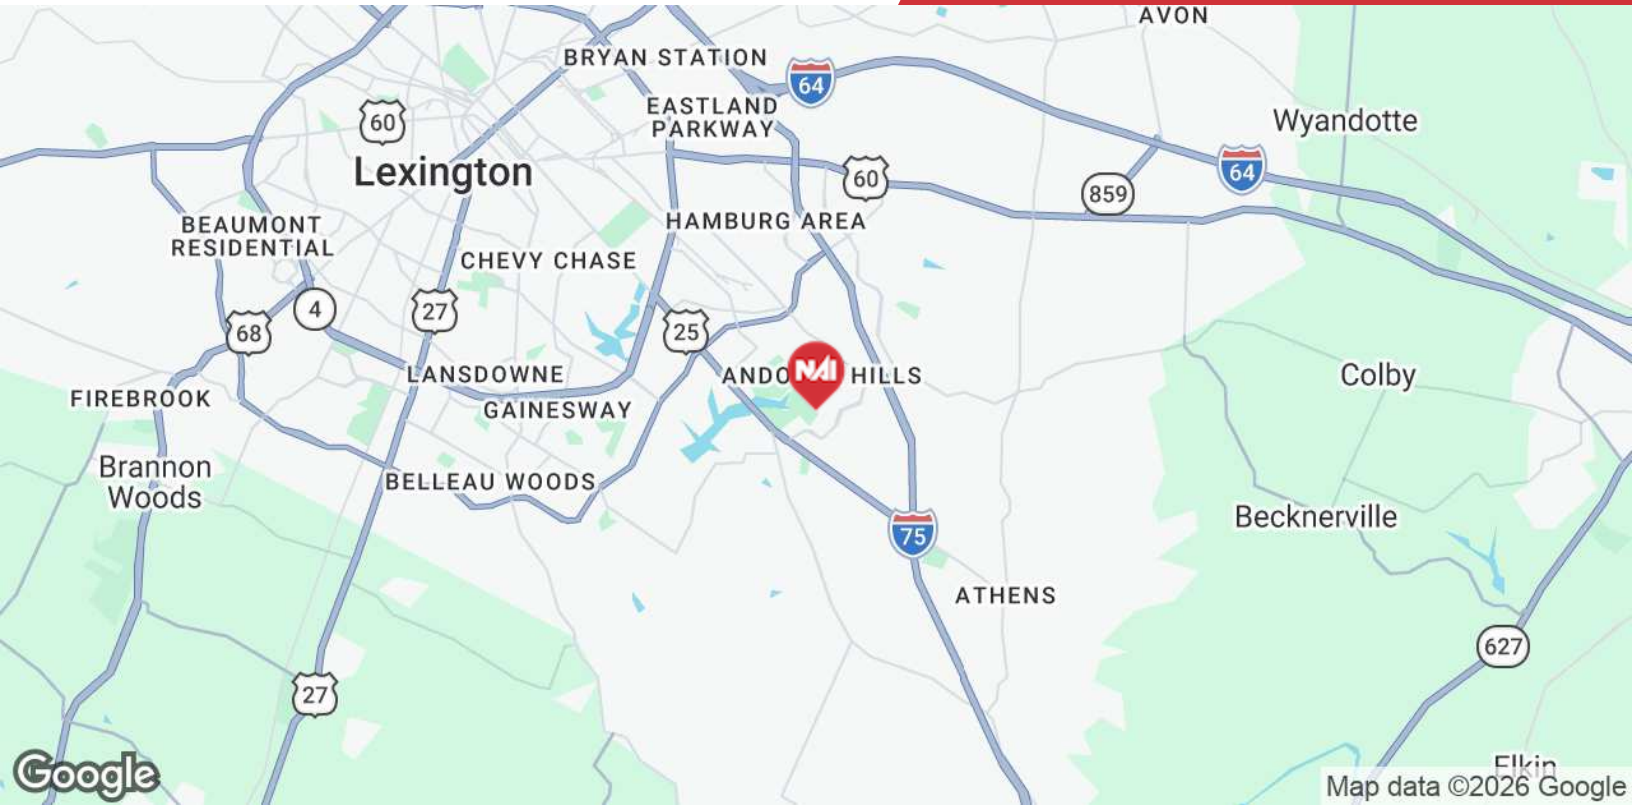 AVON
BRYAN STATION
64
EASTLAND
PARKWAY
60
Wyandotte
Lexington
64
60
859
BEAUMONT
RESIDENTIAL
HAMBURG AREA
CHEVY CHASE
4
27
68
25
LANSDOWNE
NAI
HILLS
Colby
FIREBROOK
GAINESWAY
Brannon
Woods
BELLEAU WOODS
Becknerville
75
ATHENS
627
27
Google
Elkin
Map data ©2026 Google